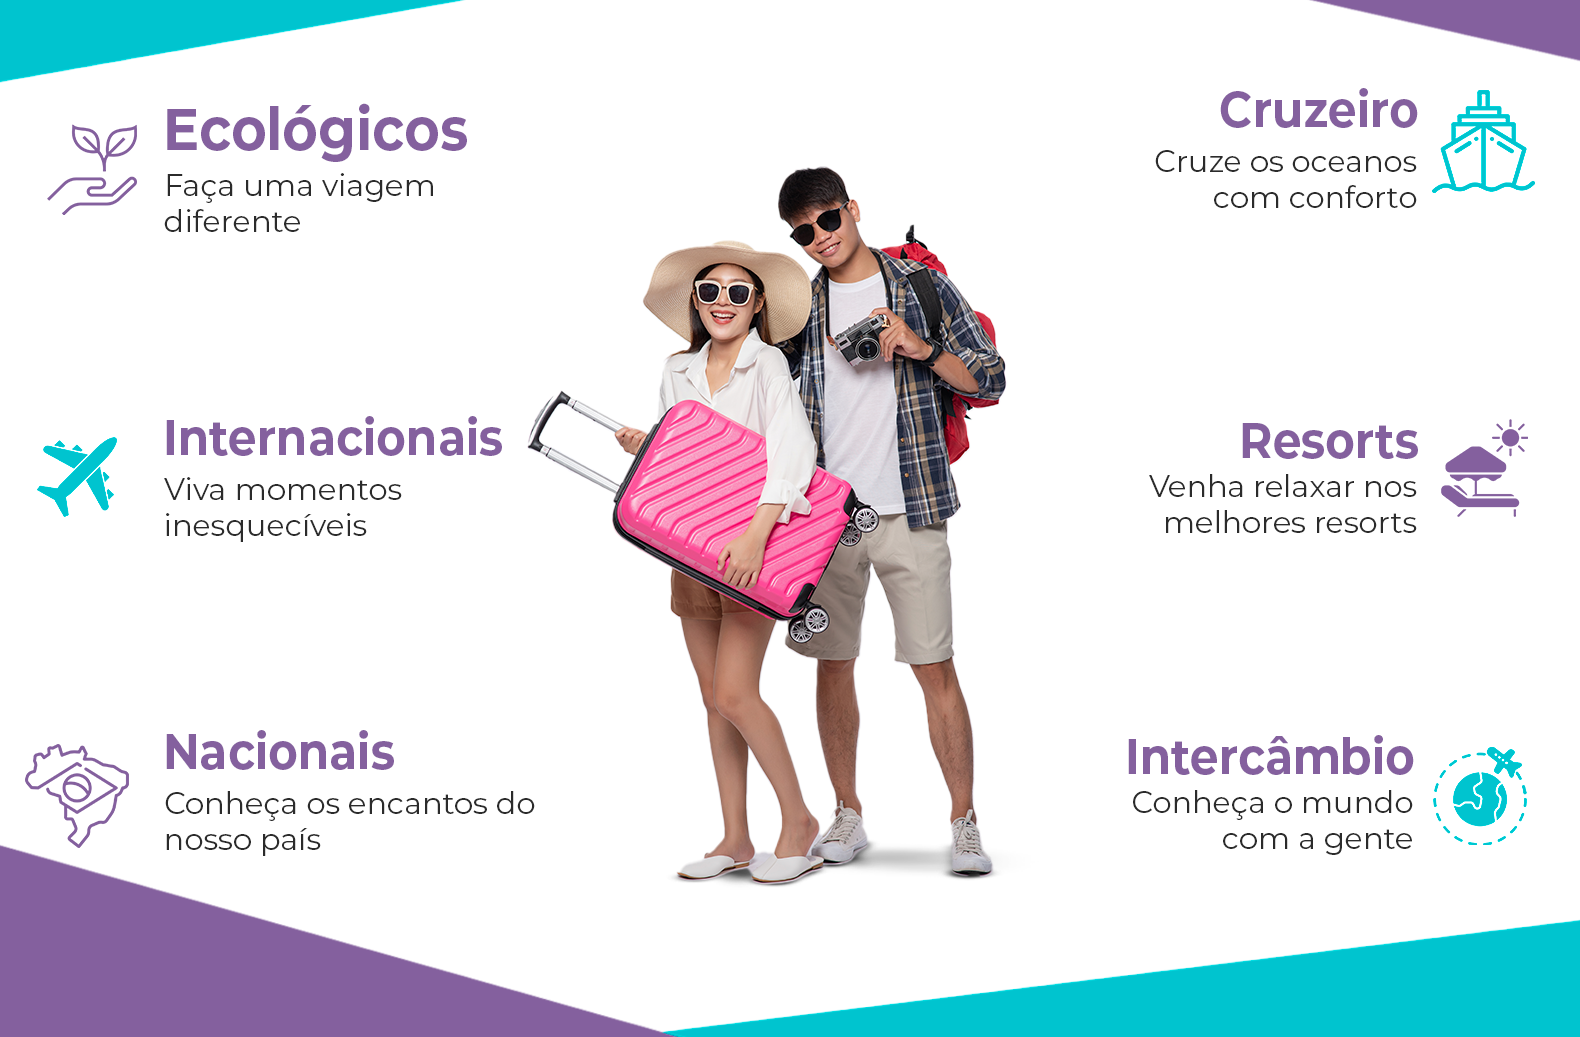 Ecológicos
Faça uma viagem
diferente
Internacionais
Viva momentos
inesquecíveis
Nacionais
Conheça os encantos do
nosso país
Cruzeiro
Cruze os oceanos
com conforto
Resorts
Venha relaxar nos
melhores resorts
Intercâmbio
Conheça o mundo
com a gente